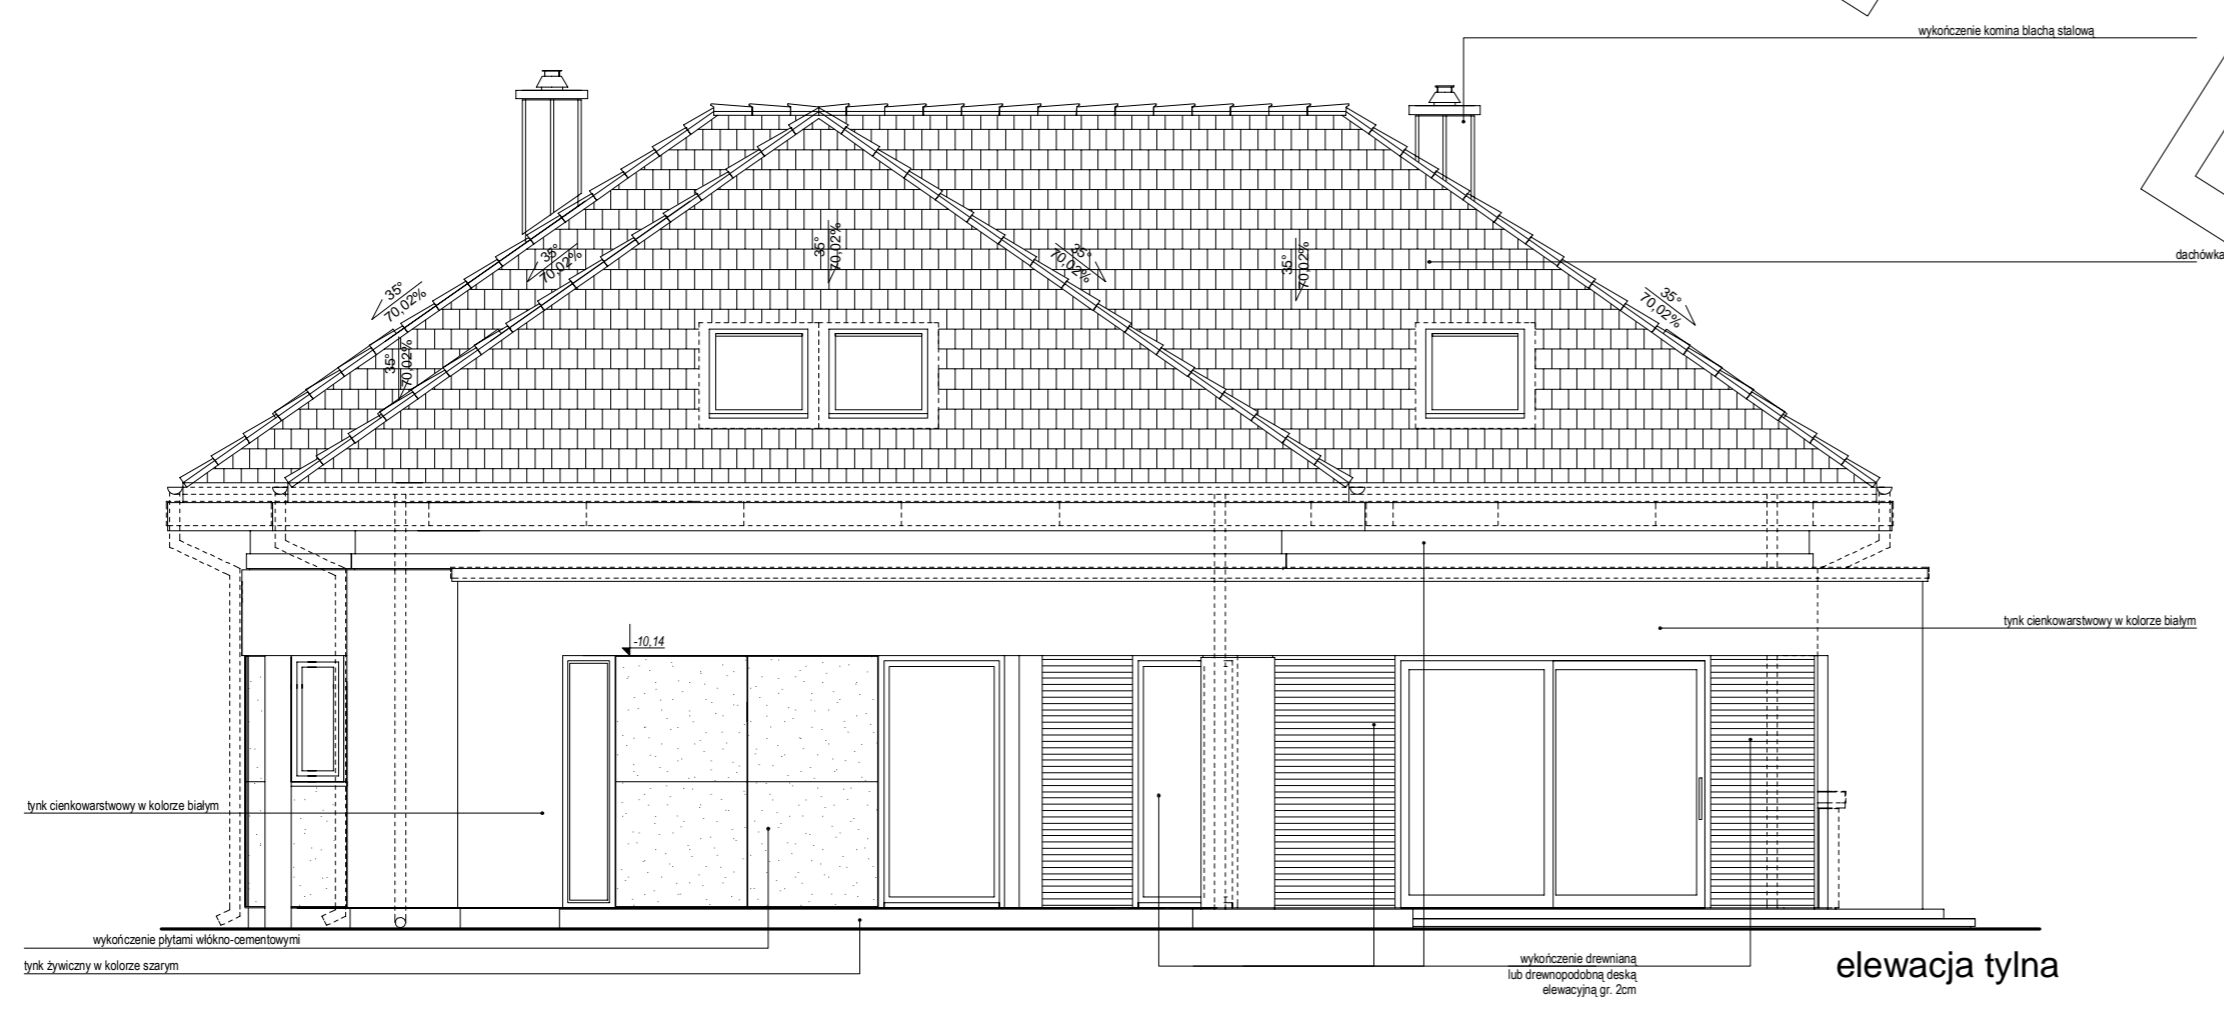 wykończenie komina blachą stalową
dachówka
35°
70,02%
35°
70,02%
35°
70,02%
35°
70,02%
35°
70,02%
35°
70,02%
35°
70,02%
tynk cienkowarstwowy w kolorze białym
-10,14
tynk cienkowarstwowy w kolorze białym
wykończenie płytami włókno-cementowymi
tynk żywiczny w kolorze szarym
wykończenie drewnianą
lub drewnopodobną deską
elewacyjną gr. 2cm
elewacja tylna